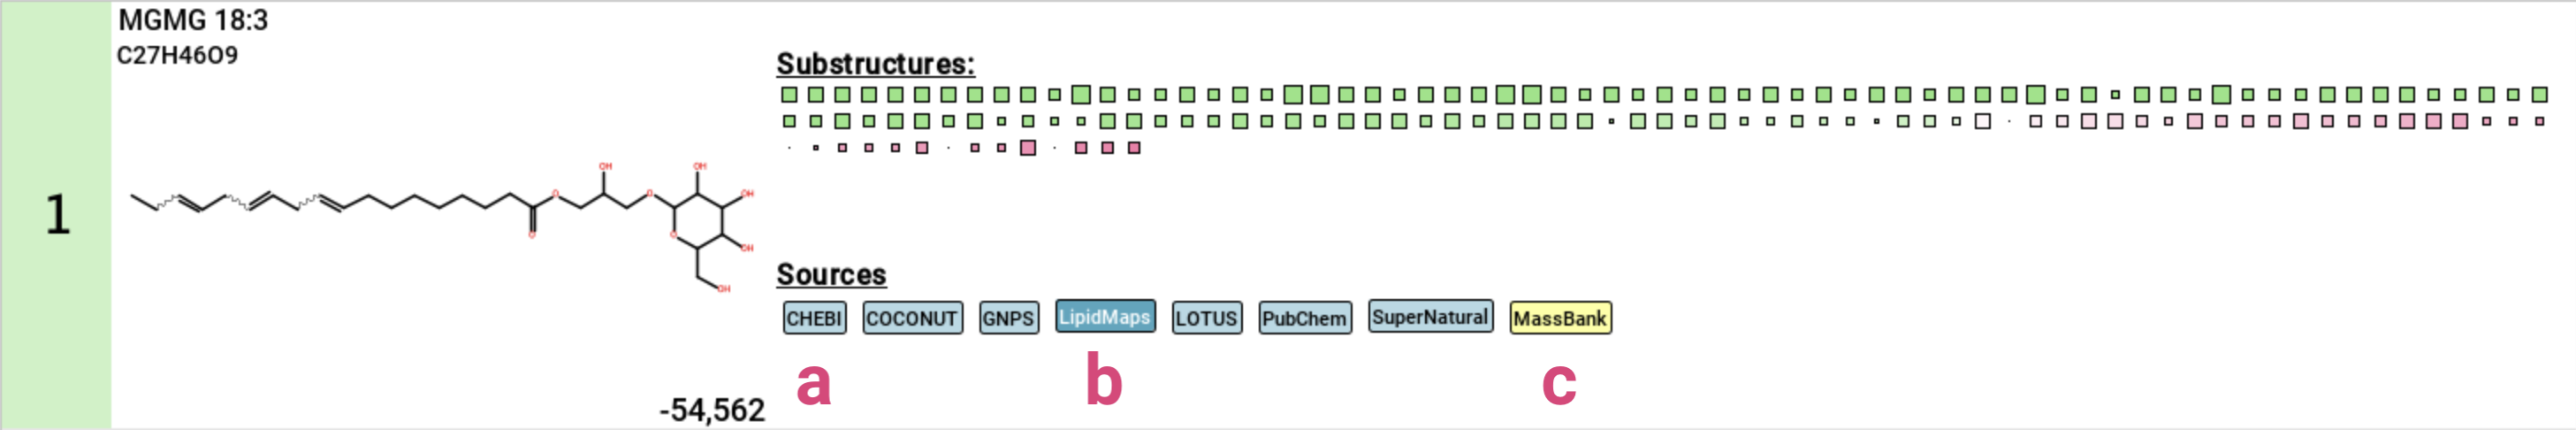 MGMG 18:3
C27H46O9
Substructures:
1
OH
OH
O
O
OH
O
O
OH
OH
Sources
CHEBI COCONUT GNPS LipidMaps LOTUS PubChem SuperNatural MassBank
a b c
-54,562